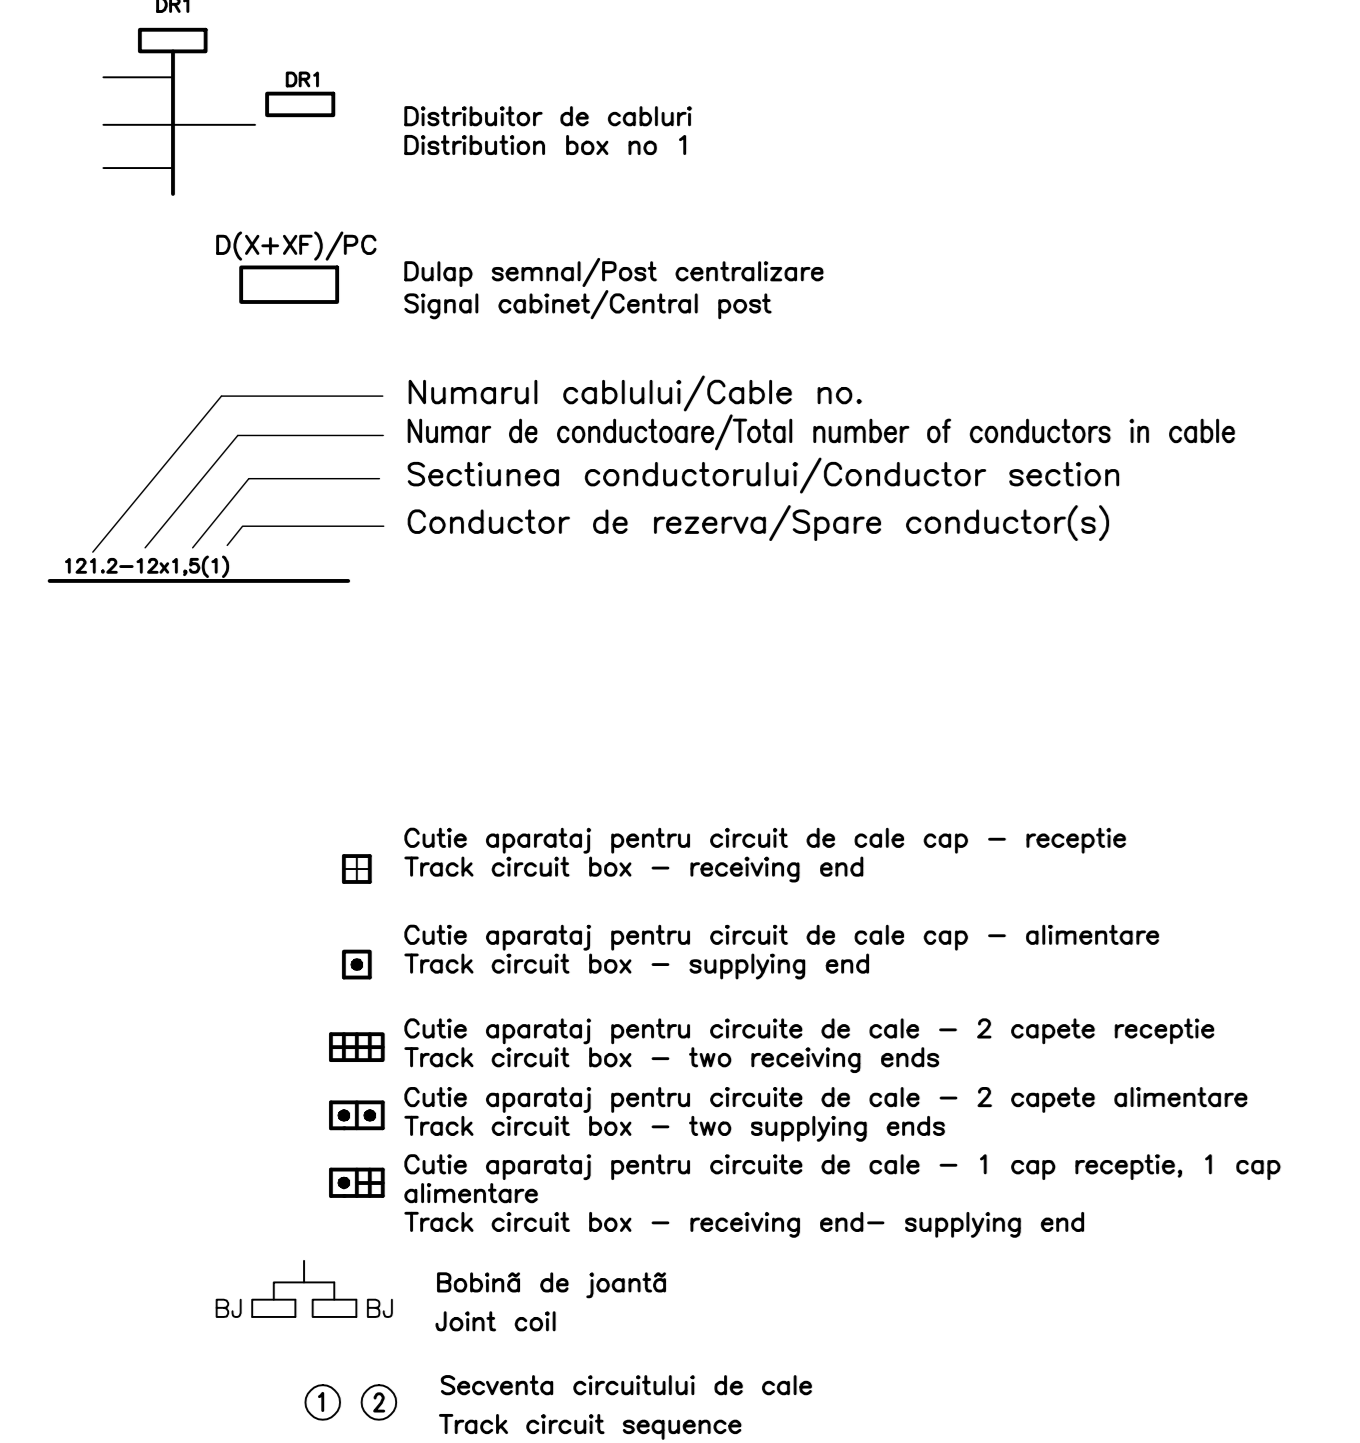 DR1
DR1
Distribuitor de cabluri
Distribution box no 1
D(X+XF)/PC
Dulap semnal/Post centralizare
Signal cabinet/Central post
Numarul cablului/Cable no.
Numar de conductoare/Total number of conductors in cable
Sectiunea conductorului/Conductor section
Conductor de rezerva/Spare conductor(s)
121.2-12x1,5(1)
Cutie aparataj pentru circuit de cale cap - receptie
Track circuit box - receiving end
Cutie aparataj pentru circuit de cale cap - alimentare
Track circuit box - supplying end
Cutie aparataj pentru circuite de cale - 2 capete receptie
Track circuit box - two receiving ends
Cutie aparataj pentru circuite de cale - 2 capete alimentare
Track circuit box - two supplying ends
Cutie aparataj pentru circuite de cale - 1 cap receptie, 1 cap
alimentare
Track circuit box - receiving end- supplying end
BJ BJ
Bobinã de joantã
Joint coil
1 2
Secventa circuitului de cale
Track circuit sequence